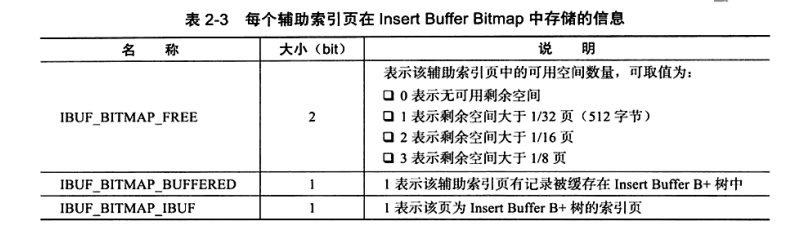 表 2-3 每个辅助索引页在 Insert Buffer Bitmap 中存储的信息
名 称 大小（bit） 说 明
表示该辅助索引页中的可用空间数量，可取值为：
❑ 0 表示无可用剩余空间
IBUF_BITMAP_FREE 2 ❑ 1 表示剩余空间大于 1/32 页（512 字节）
❑ 2 表示剩余空间大于 1/16 页
❑ 3 表示剩余空间大于 1/8 页
IBUF_BITMAP_BUFFERED 1 1 表示该辅助索引页有记录被缓存在 Insert Buffer B+ 树中
IBUF_BITMAP_IBUF 1 1 表示该页为 Insert Buffer B+ 树的索引页